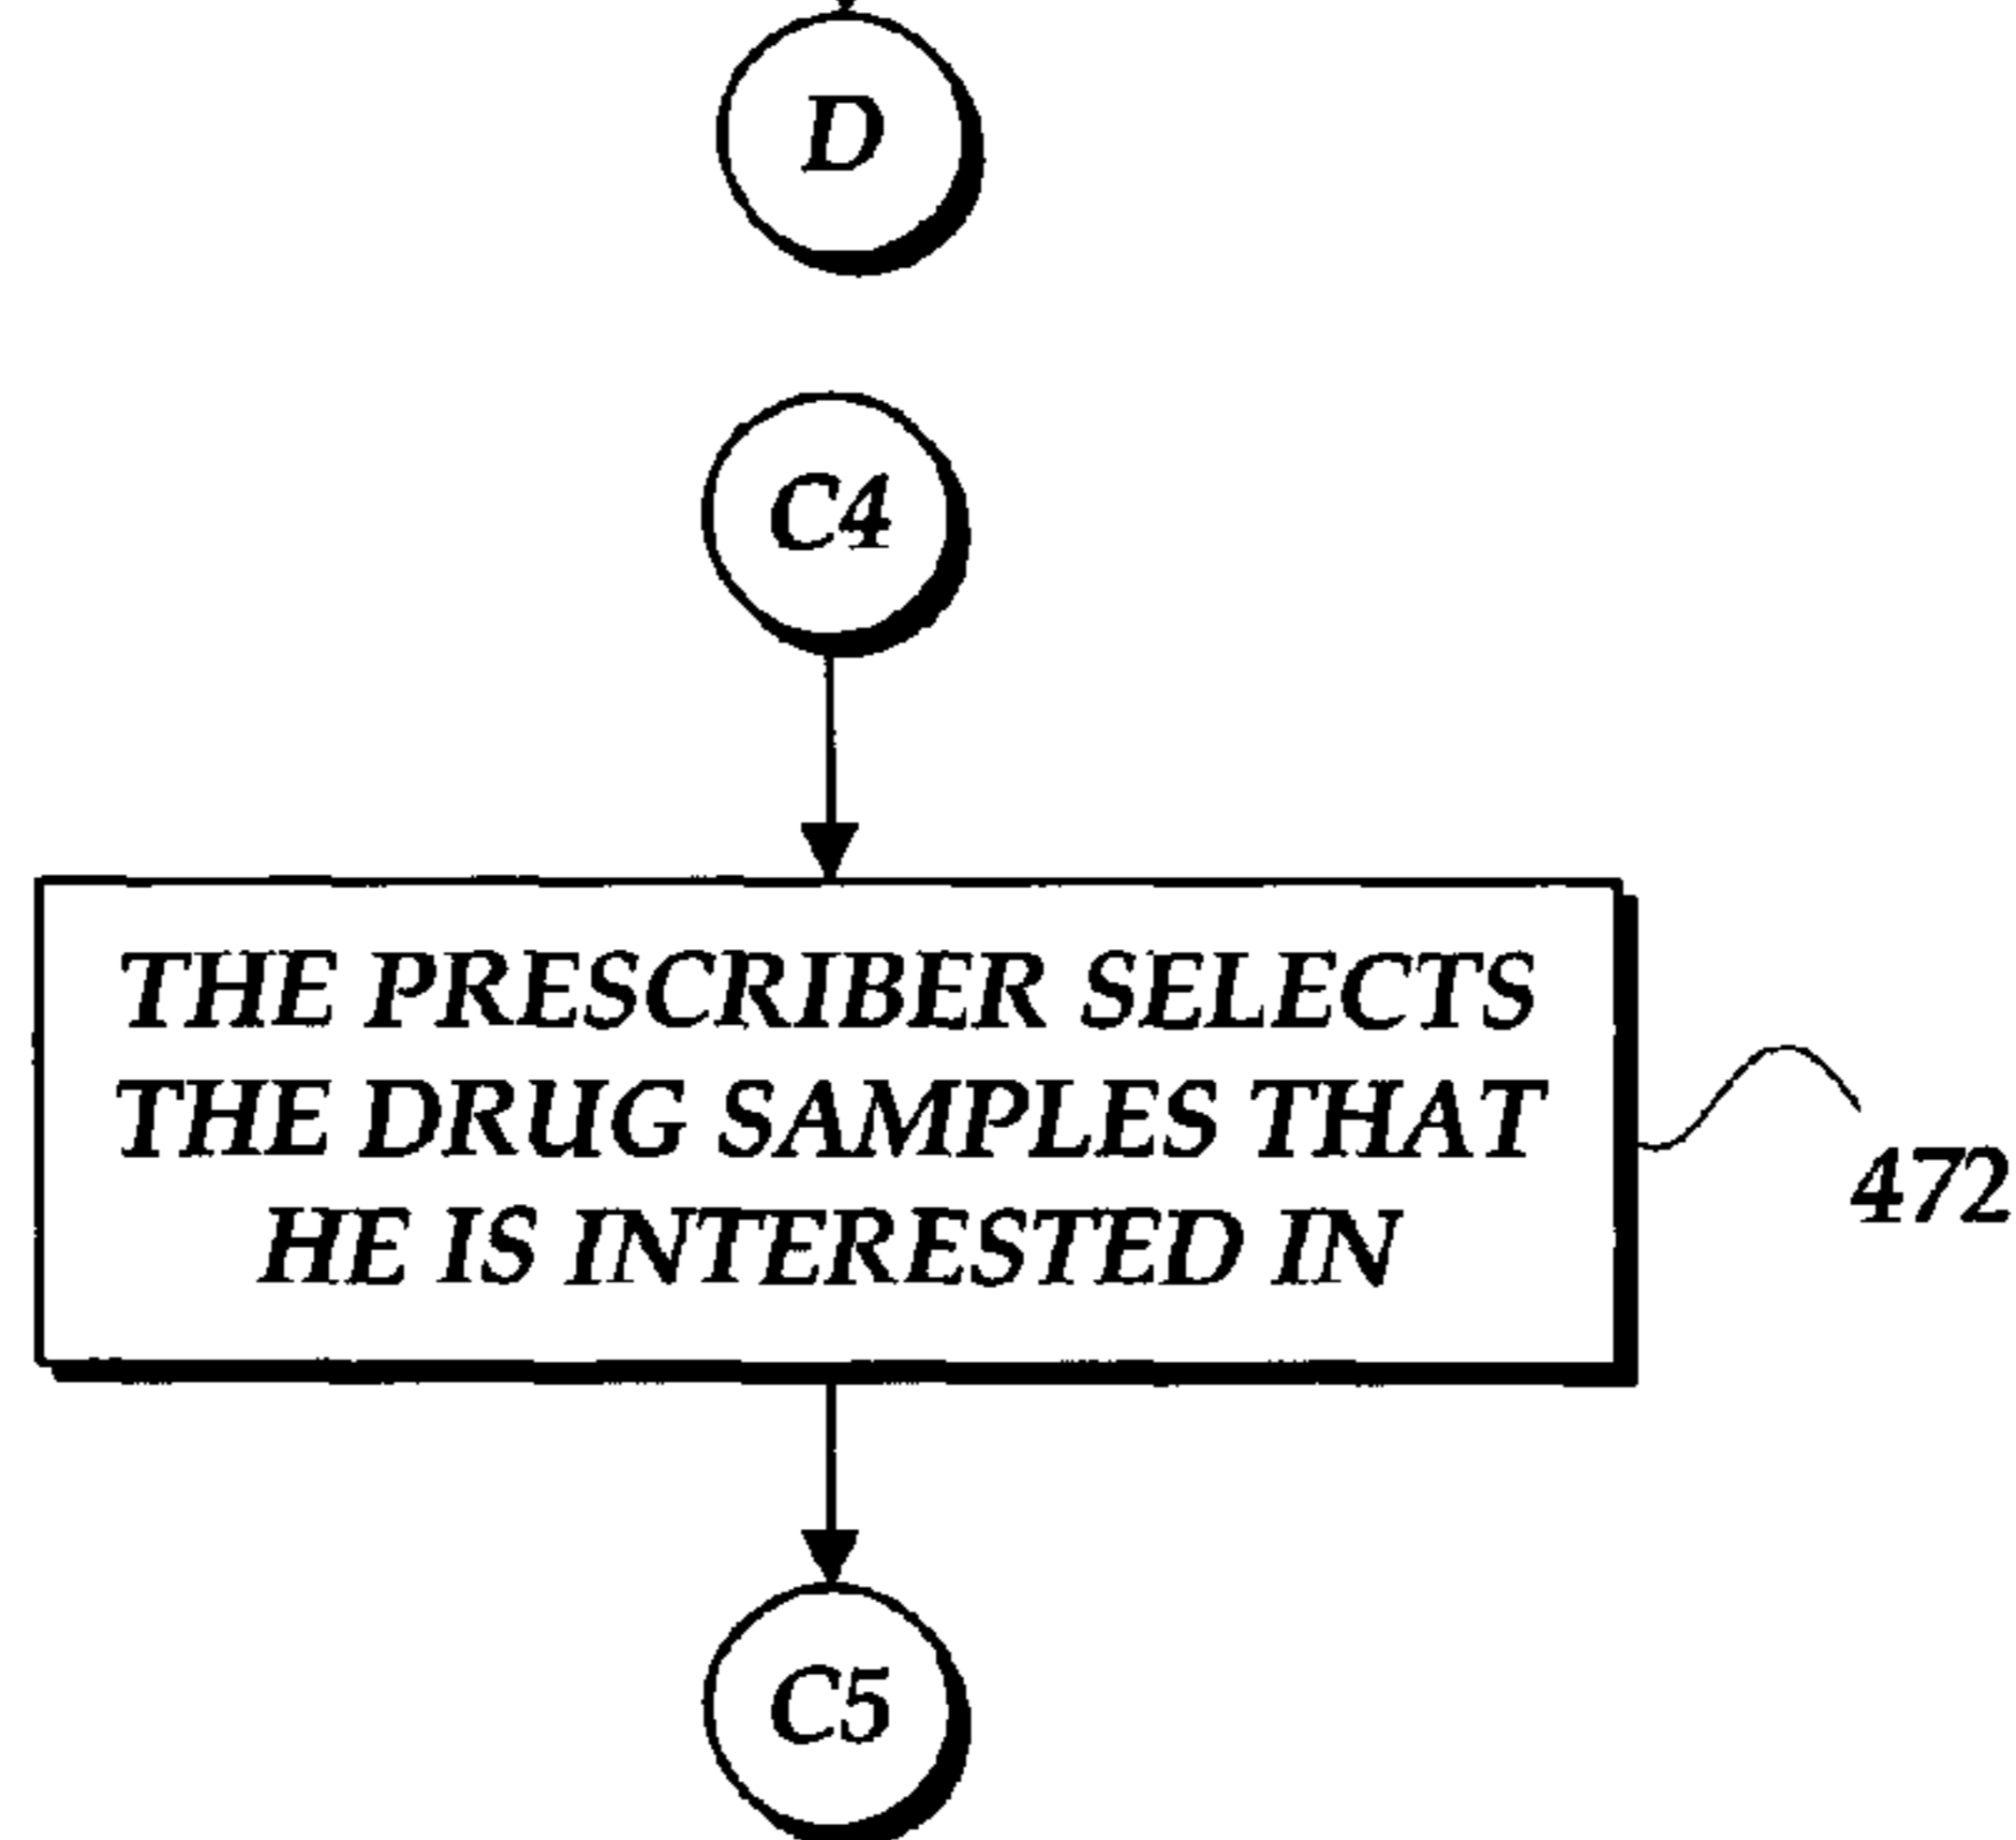 D
C4
THE PRESCRIBER SELECTS
THE DRUG SAMPLES THAT
HE IS INTERESTED IN
472
C5